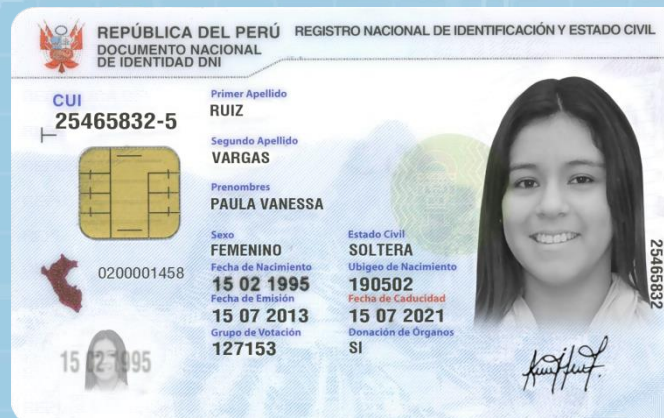 REPÚBLICA DEL PERÚ REGISTRO NACIONAL DE IDENTIFICACIÓN Y ESTADO CIVIL
DOCUMENTO NACIONAL
DE IDENTIDAD DNI
CUI
25465832-5
Primer Apellido
RUIZ
Segundo Apellido
VARGAS
Prenombres
PAULA VANESSA
Sexo Estado Civil
FEMENINO SOLTERA
Fecha de Nacimiento Ubigeo de Nacimiento
15 02 1995 190502
Fecha de Emisión Fecha de Caducidad
15 07 2013 15 07 2021
Grupo de Votación Donación de Órganos
127153 SI
0200001458
15 02 1995
25465832